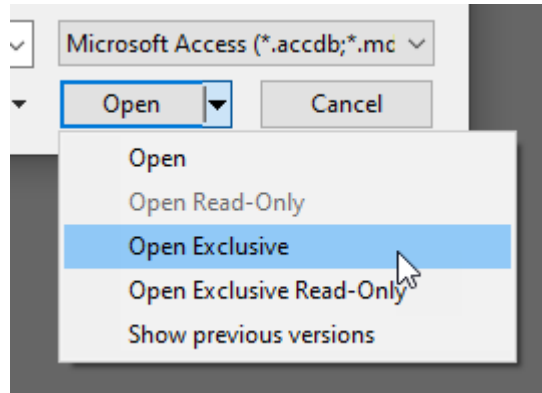 Microsoft Access (*.accdb;*.mc
Open
Cancel
Open
Open Read-Only
Open Exclusive
Open Exclusive Read-Only
Show previous versions